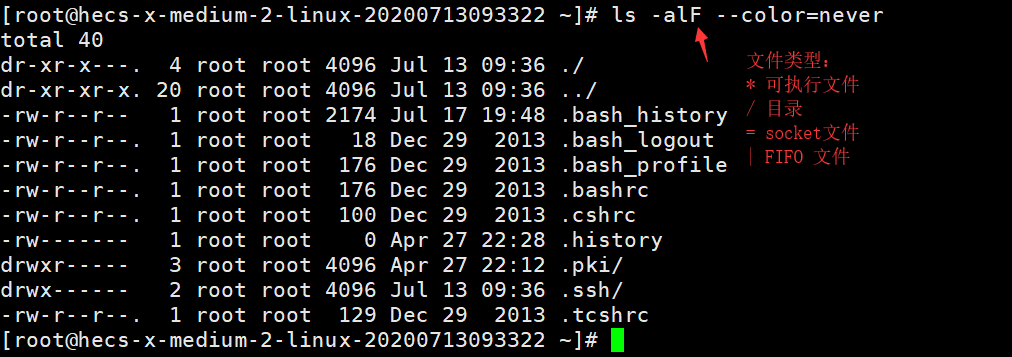 [root@hecs-x-medium-2-linux-20200713093322 ~]# ls -alF --color=never
total 40
dr-xr-x---.  4 root root 4096 Jul 13 09:36 ./
dr-xr-xr-x. 20 root root 4096 Jul 13 09:36 ../
-rw-r--r--   1 root root 2174 Jul 17 19:48 .bash_history
-rw-r--r--.  1 root root   18 Dec 29  2013 .bash_logout
-rw-r--r--.  1 root root  176 Dec 29  2013 .bash_profile
-rw-r--r--.  1 root root  176 Dec 29  2013 .bashrc
-rw-r--r--.  1 root root  100 Dec 29  2013 .cshrc
-rw-------   1 root root    0 Apr 27 22:28 .history
drwxr-----   3 root root 4096 Apr 27 22:12 .pki/
drwx------   2 root root 4096 Jul 13 09:36 .ssh/
-rw-r--r--.  1 root root  129 Dec 29  2013 .tcshrc
[root@hecs-x-medium-2-linux-20200713093322 ~]#
文件类型：
* 可执行文件
/ 目录
= socket文件
| FIFO 文件